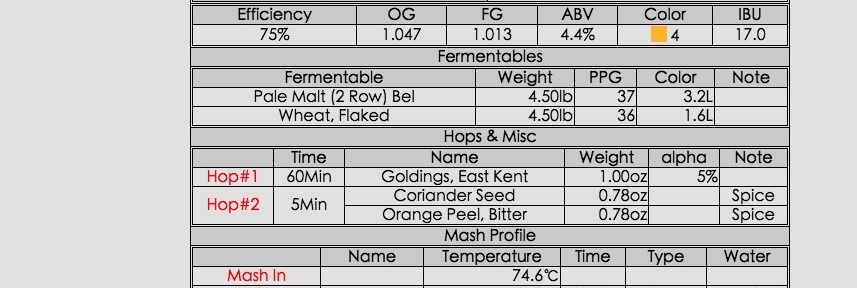 Efficiency OG FG ABV Color IBU
75% 1.047 1.013 4.4% 4 17.0
Fermentables
Fermentable Weight PPG Color Note
Pale Malt (2 Row) Bel 4.50lb 37 3.2L
Wheat, Flaked 4.50lb 36 1.6L
Hops & Misc
Time Name Weight alpha Note
Hop#1 60Min Goldings, East Kent 1.00oz 5%
Hop#2 5Min Coriander Seed 0.78oz Spice
Orange Peel, Bitter 0.78oz Spice
Mash Profile
Name Temperature Time Type Water
Mash In 74.6℃